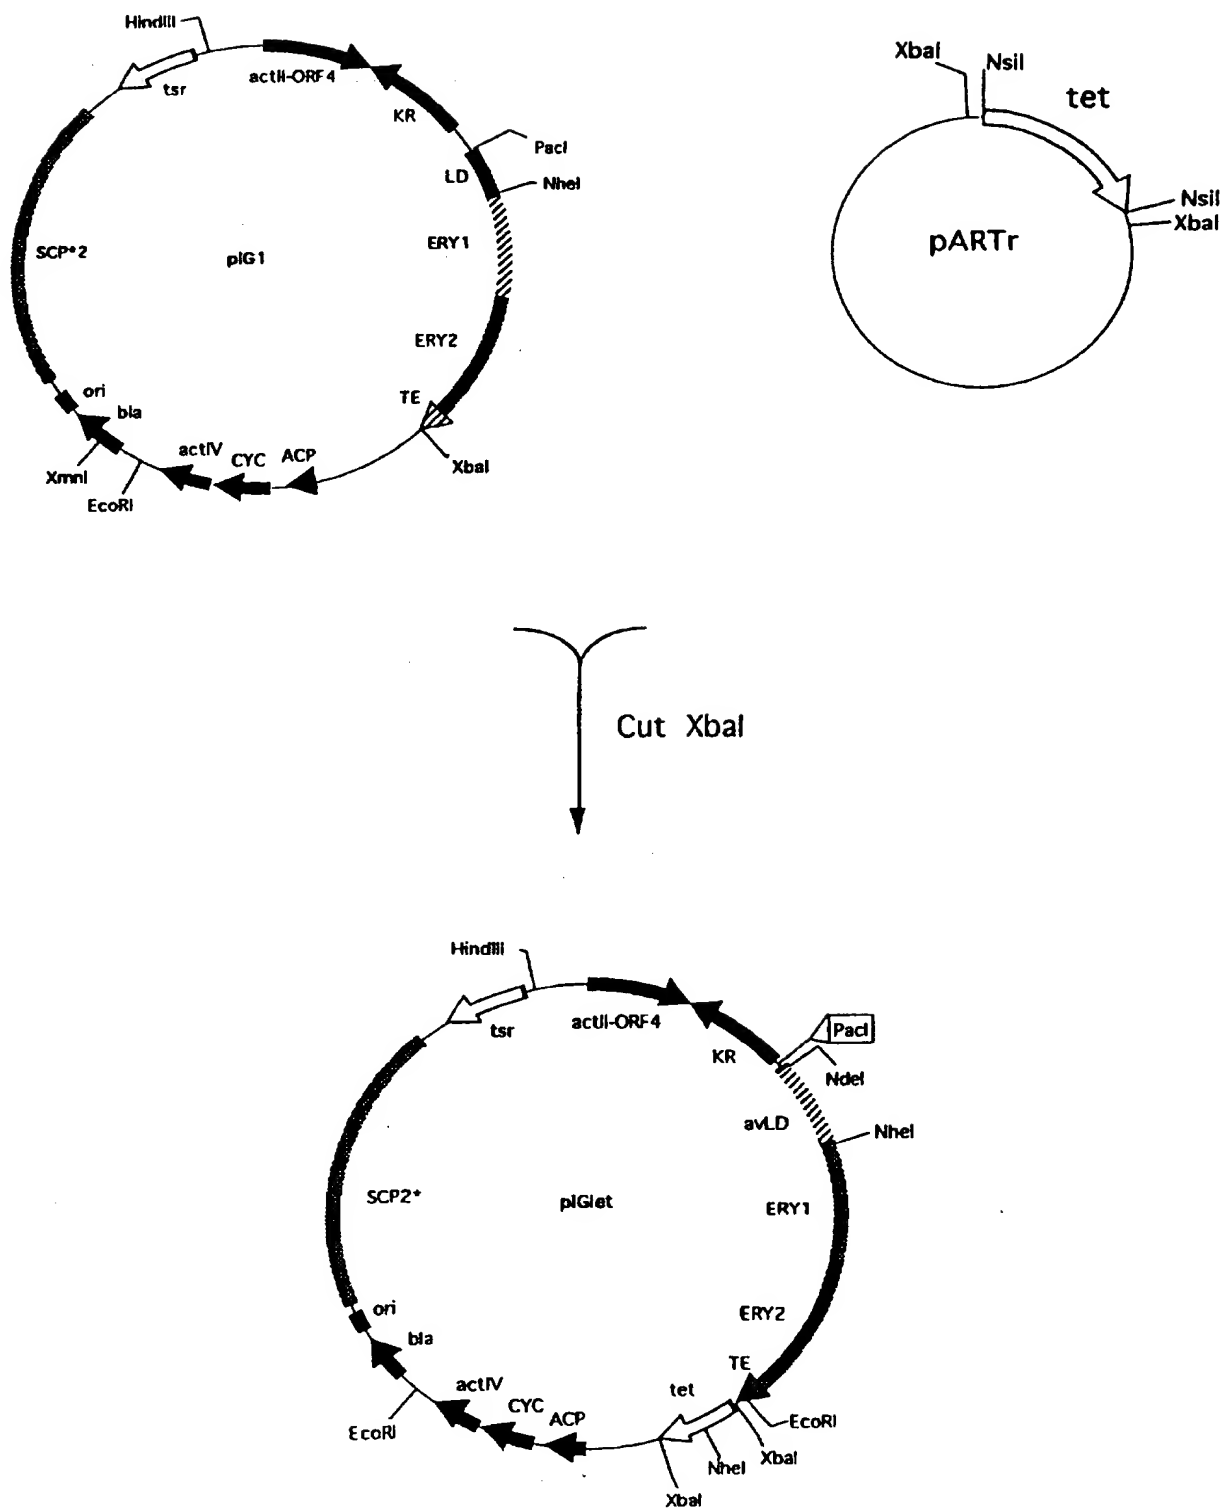 HindIII
tsr
actII-ORF4
KR
PacI
LD
NheI
ERY1
SCP*2
pIG1
ERY2
TE
XbaI
ori
bla
XmnI
EcoRI
actIV
CYC
ACP
XbaI
NsiI
tet
NsiI
XbaI
pARTr
Cut XbaI
HindIII
tsr
actII-ORF4
KR
PacI
NdeI
avLD
NheI
SCP2*
pIGlet
ERY1
ERY2
TE
ori
bla
EcoRI
actIV
CYC
ACP
tet
EcoRI
XbaI
NheI
XbaI